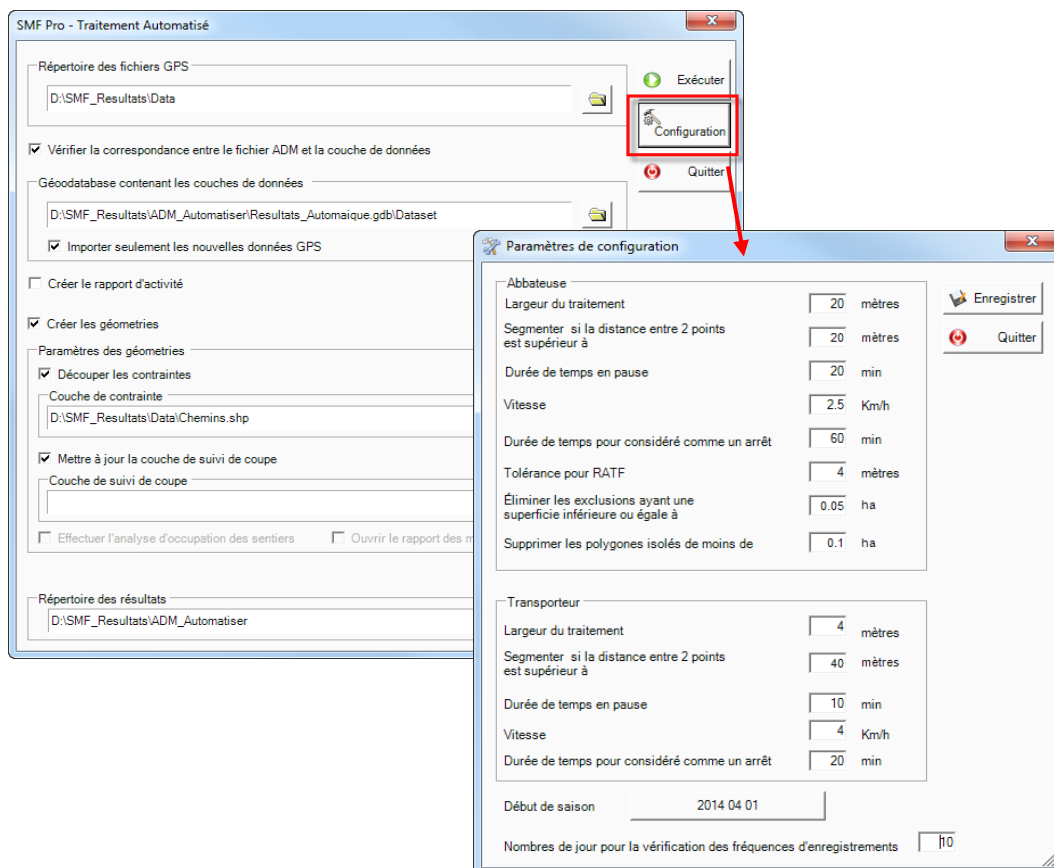 SMF Pro - Traitement Automatisé
Répertoire des fichiers GPS
D:\SMF_Resultats\Data
Exécuter
Configuration
Quitter
Vérifier la correspondance entre le fichier ADM et la couche de données
Géoodatabase contenant les couches de données
D:\SMF_Resultats\ADM_Automatiser\Resultats_Automaique.gdb\Dataset
Importer seulement les nouvelles données GPS
Créer le rapport d'activité
Créer les géometries
Paramètres des géometries
Découper les contraintes
Couche de contrainte
D:\SMF_Resultats\Data\Chemins.shp
Mettre à jour la couche de suivi de coupe
Couche de suivi de coupe
Effectuer l'analyse d'occupation des sentiers
Ouvrir le rapport des m
Répertoire des résultats
D:\SMF_Resultats\ADM_Automatiser
Paramètres de configuration
Abbateuse
Largeur du traitement 20 mètres
Segmenter si la distance entre 2 points
est supérieur à 20 mètres
Durée de temps en pause 20 min
Vitesse 2.5 Km/h
Durée de temps pour considéré comme un arrêt 60 min
Tolérance pour RATF 4 mètres
Éliminer les exclusions ayant une
superficie inférieure ou égale à 0.05 ha
Supprimer les polygones isolés de moins de 0.1 ha
Enregistrer
Quitter
Transporteur
Largeur du traitement 4 mètres
Segmenter si la distance entre 2 points
est supérieur à 40 mètres
Durée de temps en pause 10 min
Vitesse 4 Km/h
Durée de temps pour considéré comme un arrêt 20 min
Début de saison 2014 04 01
Nombres de jour pour la vérification des fréquences d'enregistrements 10